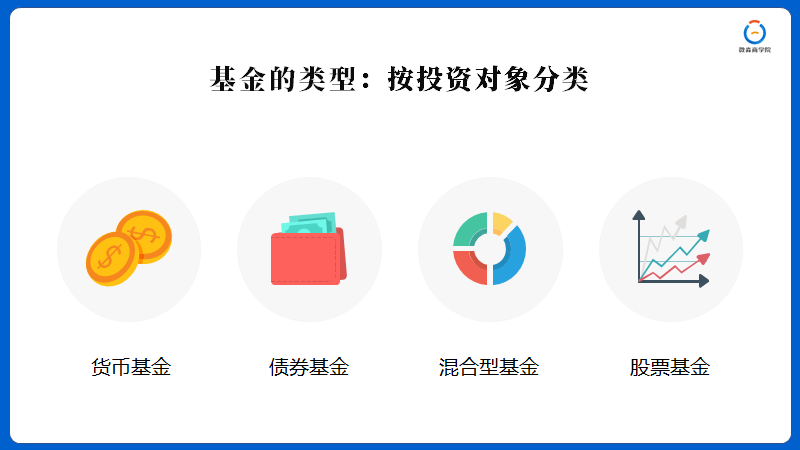 微淼商学院
基金的类型：按投资对象分类
货币基金
债券基金
混合型基金
股票基金